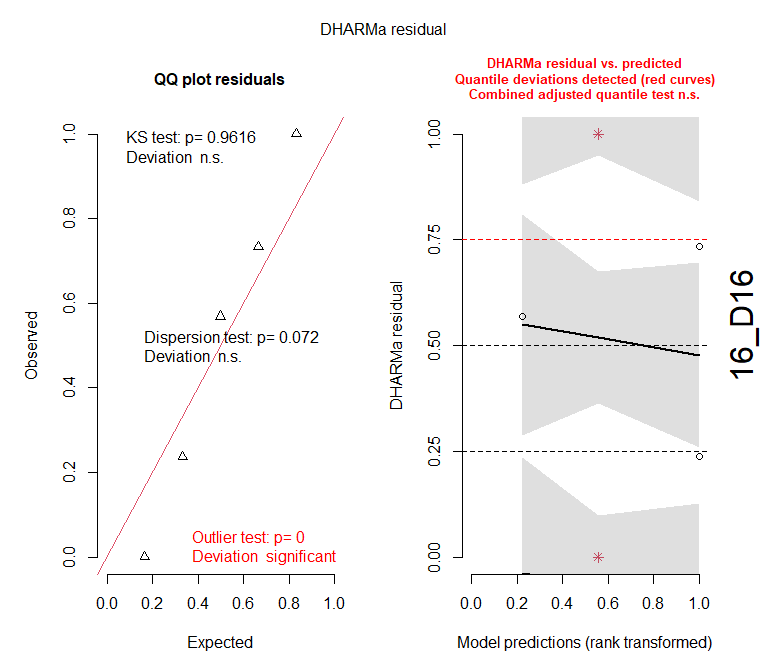 DHARMa residual
QQ plot residuals
KS test: p= 0.9616
Deviation n.s.
Dispersion test: p= 0.072
Deviation n.s.
Outlier test: p= 0
Deviation significant
Observed
0.0 0.2 0.4 0.6 0.8 1.0
0.0 0.2 0.4 0.6 0.8 1.0
Expected
DHARMa residual vs. predicted
Quantile deviations detected (red curves)
Combined adjusted quantile test n.s.
DHARMa residual
0.00 0.25 0.50 0.75 1.00
0.0 0.2 0.4 0.6 0.8 1.0
Model predictions (rank transformed)
16_D16